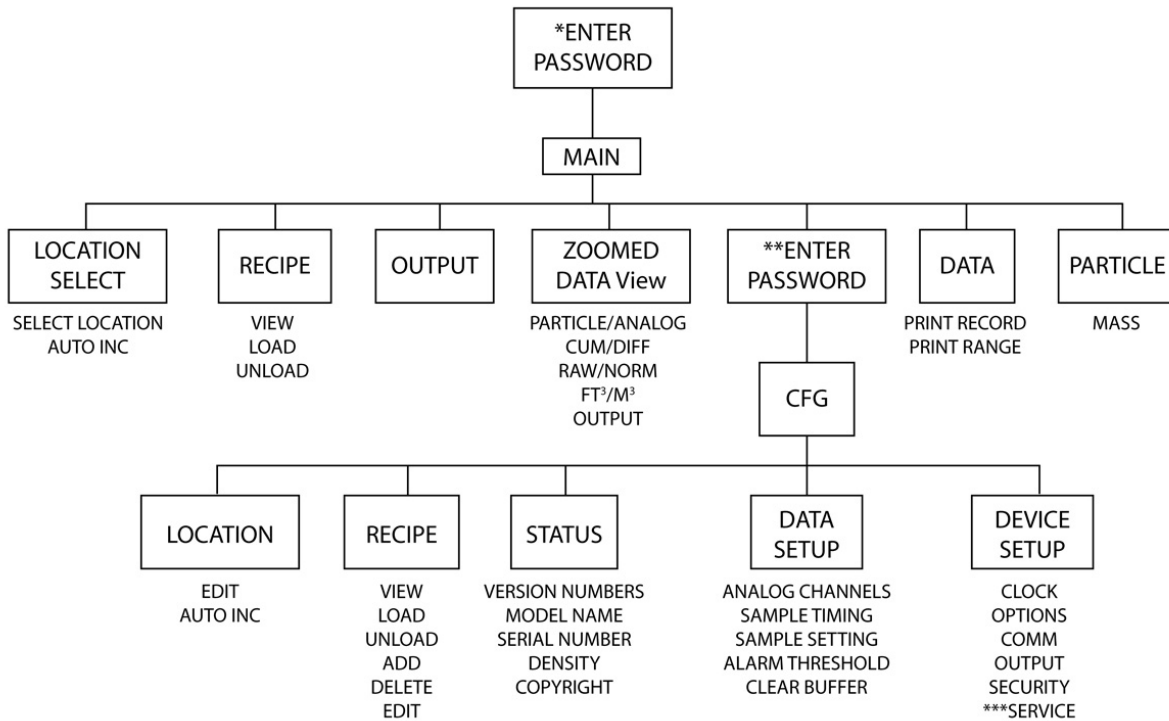 *ENTER
PASSWORD
MAIN
LOCATION
SELECT
SELECT LOCATION
AUTO INC
RECIPE
VIEW
LOAD
UNLOAD
OUTPUT
ZOOMED
DATA View
PARTICLE/ANALOG
CUM/DIFF
RAW/NORM
FT³/M³
OUTPUT
**ENTER
PASSWORD
DATA
PRINT RECORD
PRINT RANGE
PARTICLE
MASS
CFG
LOCATION
EDIT
AUTO INC
RECIPE
VIEW
LOAD
UNLOAD
ADD
DELETE
EDIT
STATUS
VERSION NUMBERS
MODEL NAME
SERIAL NUMBER
DENSITY
COPYRIGHT
DATA
SETUP
ANALOG CHANNELS
SAMPLE TIMING
SAMPLE SETTING
ALARM THRESHOLD
CLEAR BUFFER
DEVICE
SETUP
CLOCK
OPTIONS
COMM
OUTPUT
SECURITY
***SERVICE